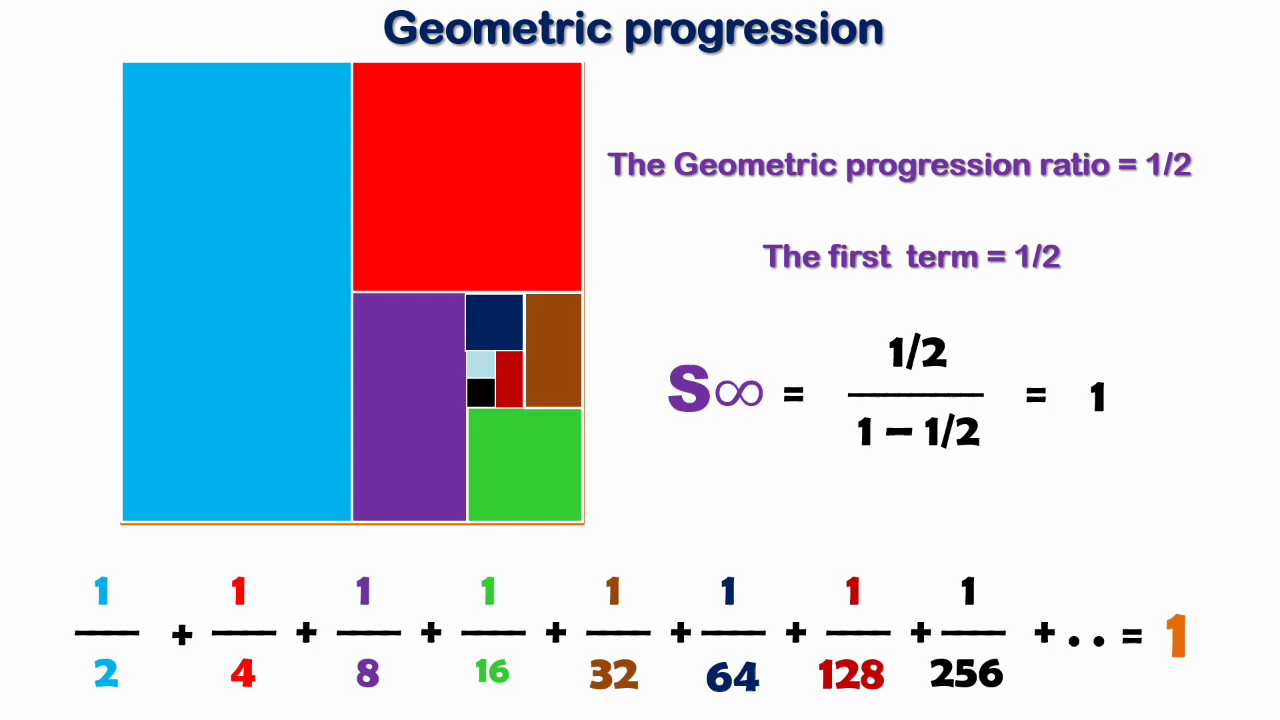 Geometric progression
The Geometric progression ratio = 1/2
The first term = 1/2
1/2
S∞ = ——— = 1
1 – 1/2
1 1 1 1 1 1 1 1
— + — + — + — + — + — + — + — + . . = 1
2 4 8 16 32 64 128 256